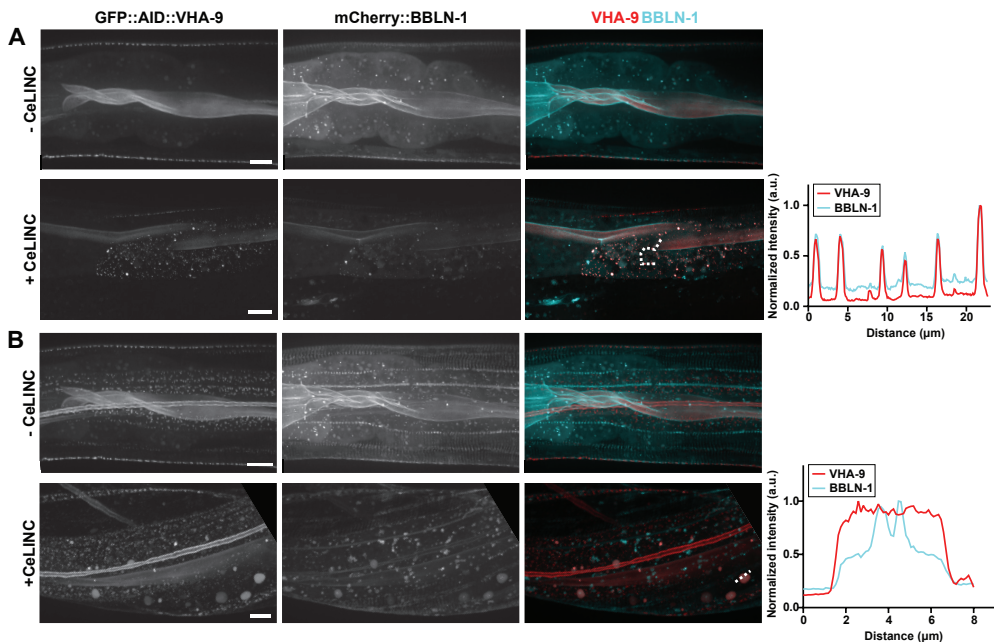 GFP::AID::VHA-9 mCherry::BBLN-1 VHA-9 BBLN-1
A
- CeLINC
+ CeLINC
VHA-9
BBLN-1
Normalized Intensity (a.u.)
1.0
0.5
0.0
0 5 10 15 20
Distance (µm)
B
- CeLINC
+CeLINC
VHA-9
BBLN-1
Normalized intensity (a.u.)
1.0
0.5
0.0
0 2 4 6 8
Distance (µm)